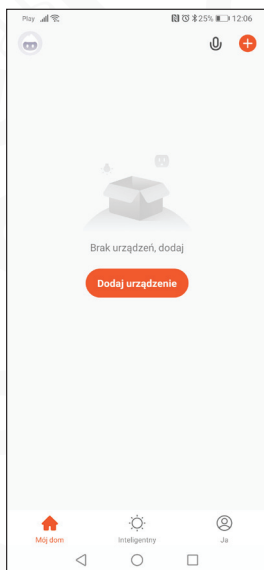 Play 25% 12:06
Brak urządzeń, dodaj
Dodaj urządzenie
Mój dom Inteligentny Ja